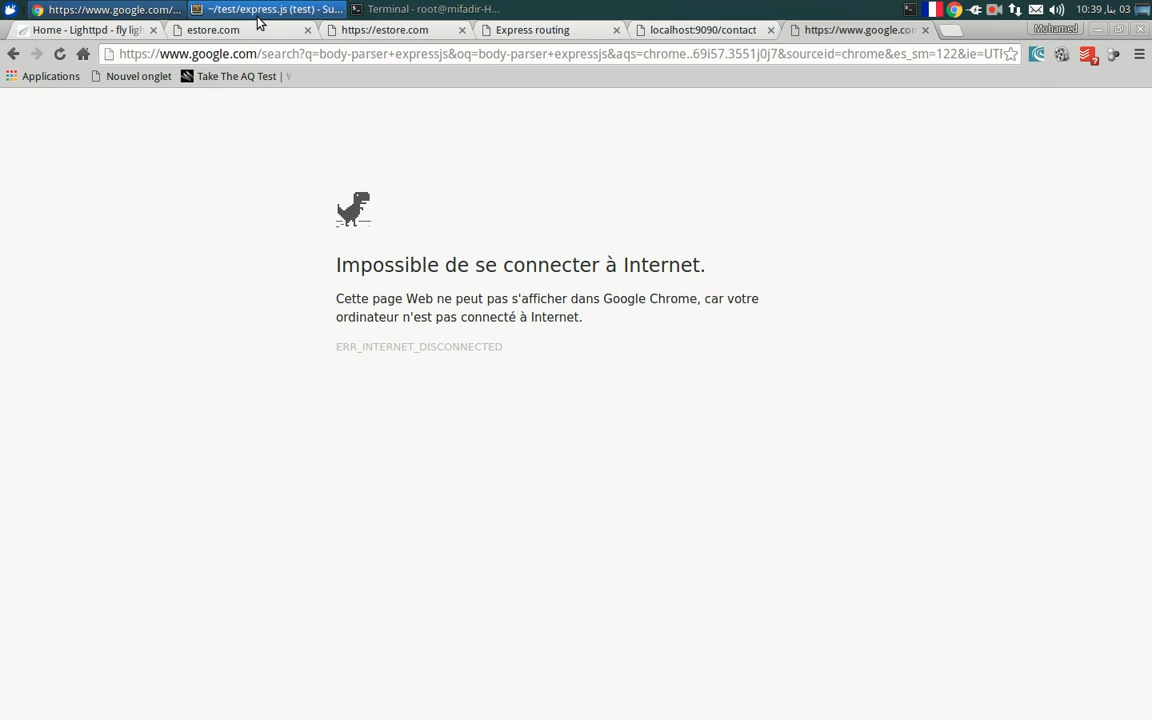 https://www.google.com/...
~/test/express.js (test) - Su...
Terminal - root@mifadir-H...
10:39, يناير 03
Home - Lighttpd - fly ligh
estore.com
https://estore.com
Express routing
localhost:9090/contact
https://www.google.con
Mohamed
https://www.google.com/search?q=body-parser+expressjs&oq=body-parser+expressjs&aqs=chrome..69i57.3551j0j7&sourceid=chrome&es_sm=122&ie=UTF
Applications
Nouvel onglet
Take The AQ Test |
Impossible de se connecter à Internet.
Cette page Web ne peut pas s'afficher dans Google Chrome, car votre
ordinateur n'est pas connecté à Internet.
ERR_INTERNET_DISCONNECTED